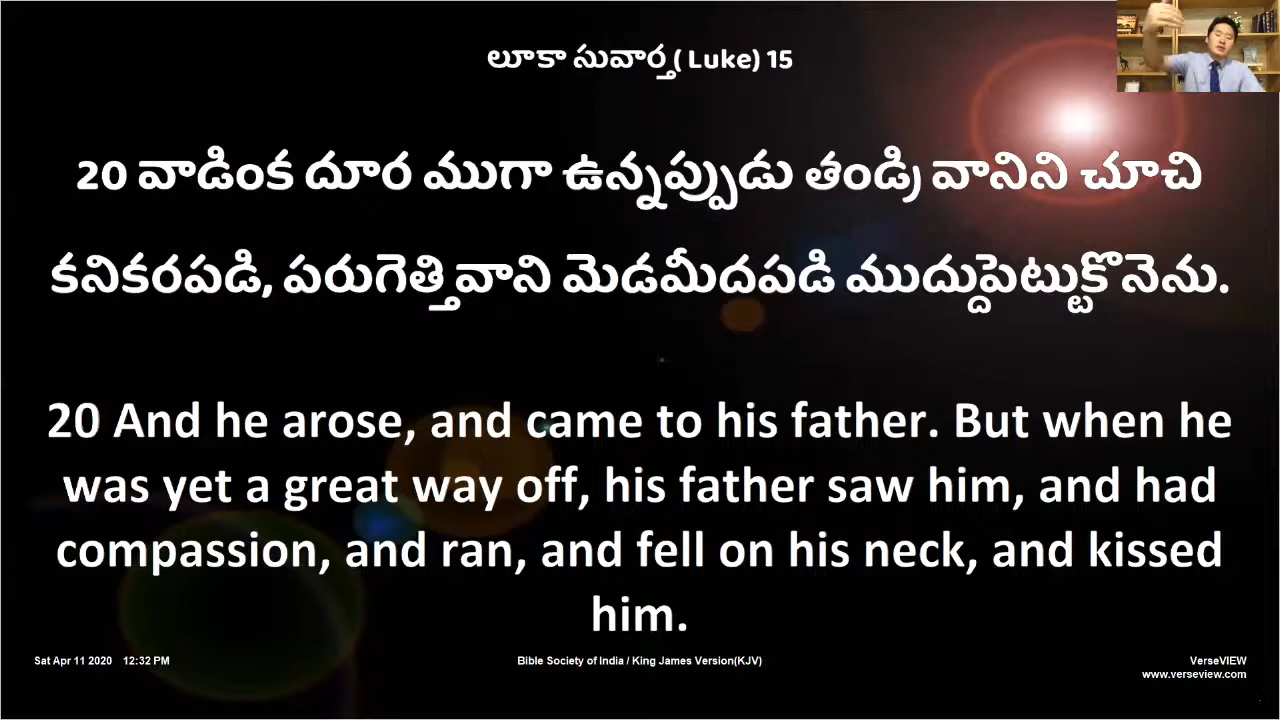 లూకా సువార్త( Luke) 15
20 వాడింక దూర ముగా ఉన్నప్పుడు తండ్రి వానిని చూచి
కనికరపడి, పరుగెత్తివాని మెడమీదపడి ముద్దుపెట్టుకొనెను.
20 And he arose, and came to his father. But when he
was yet a great way off, his father saw him, and had
compassion, and ran, and fell on his neck, and kissed
him.
Sat Apr 11 2020 12:32 PM
Bible Society of India / King James Version(KJV)
VerseVIEW
www.verseview.com